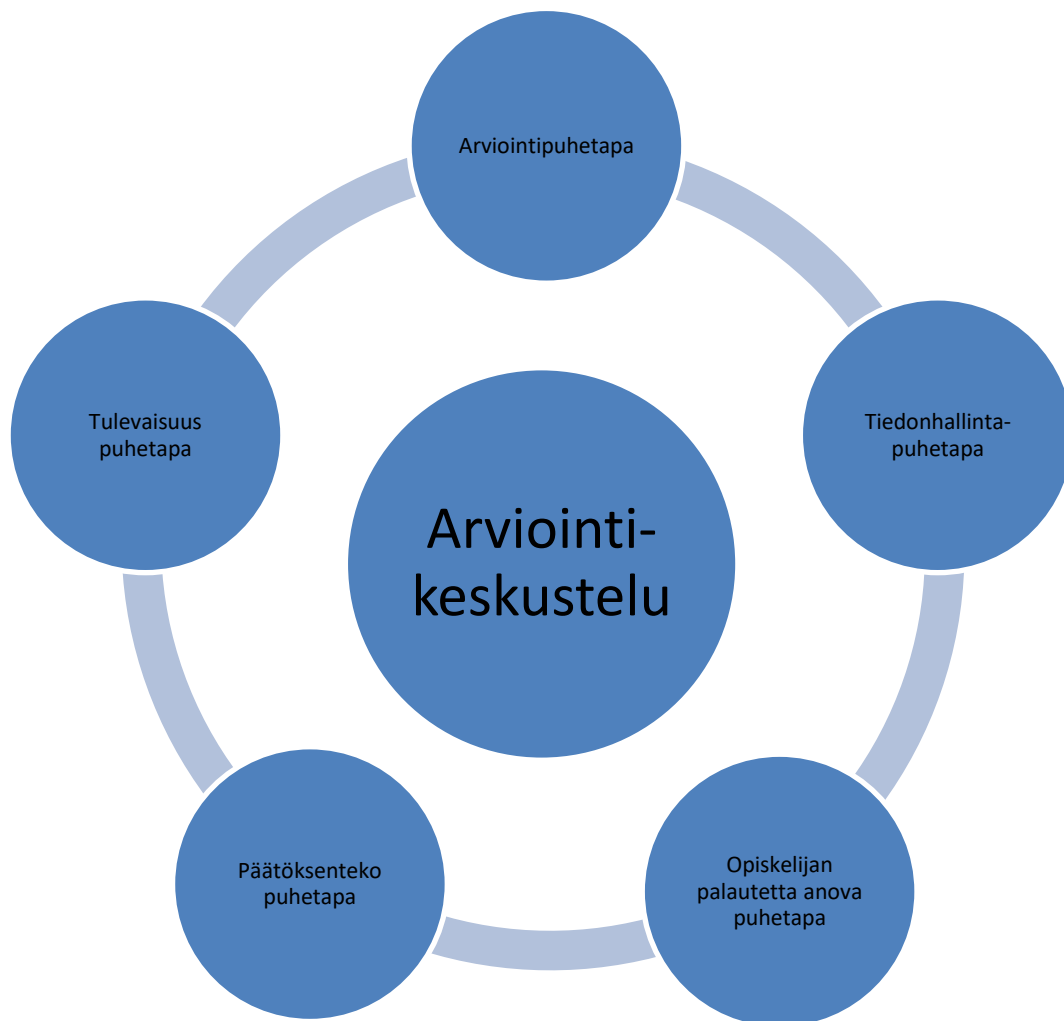 Arviointipuhetapa
Tulevaisuus
puhetapa
Tiedonhallinta-
puhetapa
Arviointi-
keskustelu
Päätöksenteko
puhetapa
Opiskelijan
palautetta anova
puhetapa